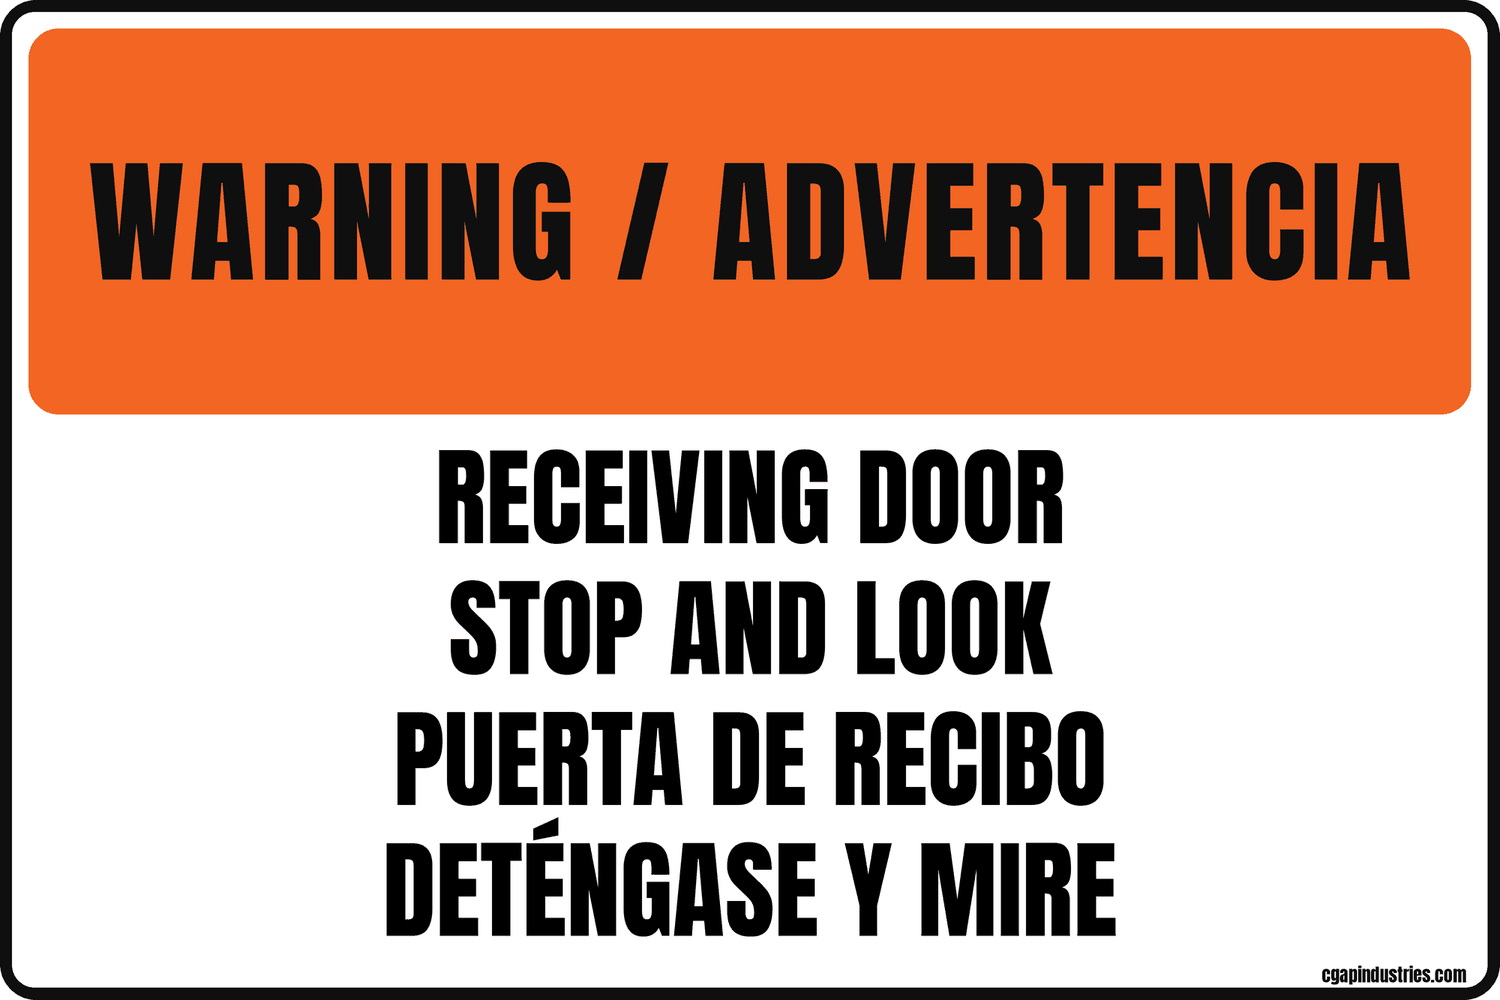 WARNING / ADVERTENCIA
RECEIVING DOOR
STOP AND LOOK
PUERTA DE RECIBO
DETÉNGASE Y MIRE
cgapindustries.com